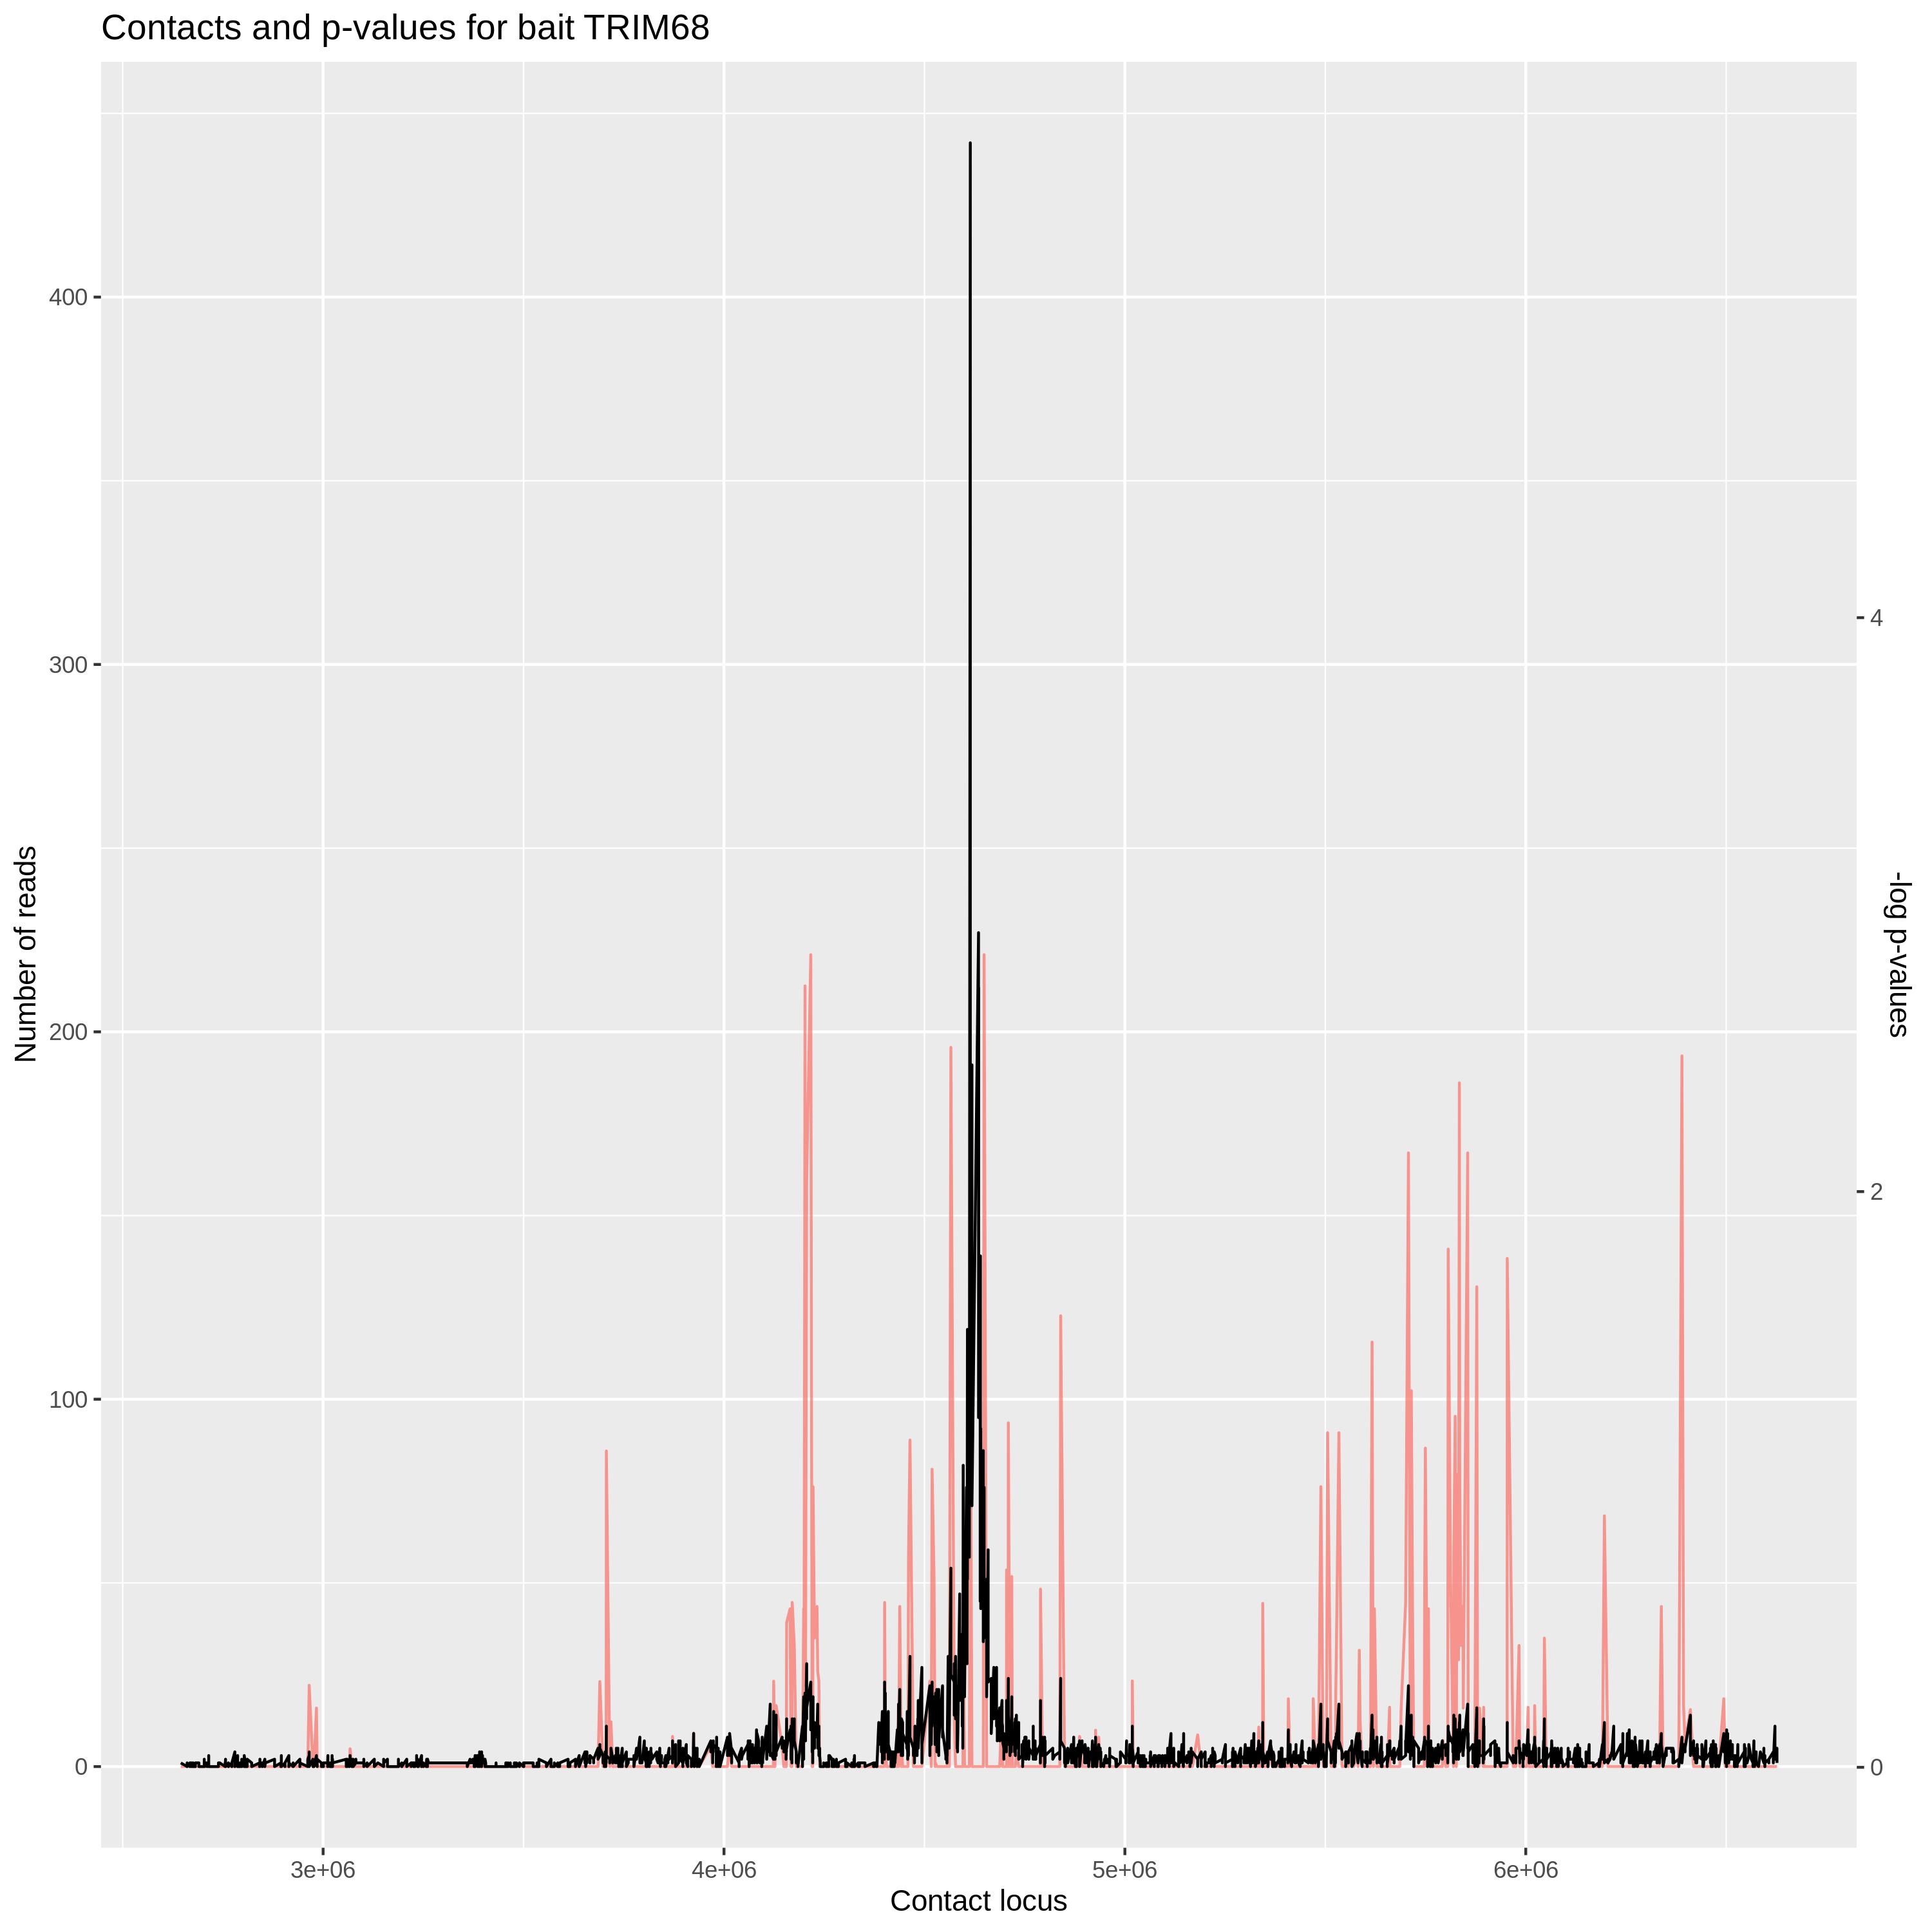 Contacts and p-values for bait TRIM68
Number of reads
400
300
200
100
0
4
2
0
-log p-values
3e+06
4e+06
5e+06
6e+06
Contact locus